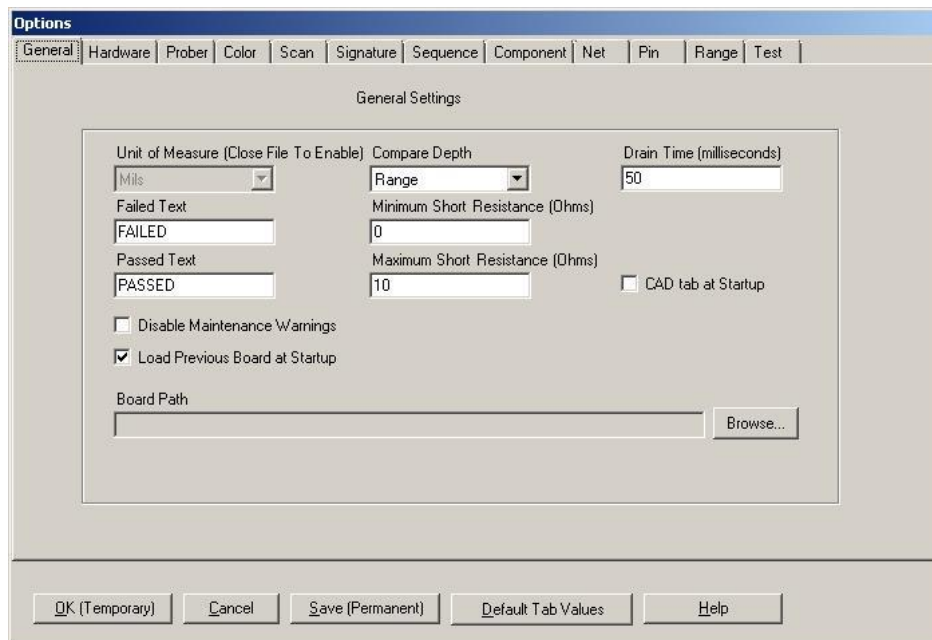 Options
General Hardware Prober Color Scan Signature Sequence Component Net Pin Range Test
General Settings
Unit of Measure (Close File To Enable) Compare Depth Drain Time (milliseconds)
Mils Range 50
Failed Text Minimum Short Resistance (Ohms)
FAILED 0
Passed Text Maximum Short Resistance (Ohms)
PASSED 10 CAD tab at Startup
Disable Maintenance Warnings
Load Previous Board at Startup
Board Path
Browse...
OK (Temporary) Cancel Save (Permanent) Default Tab Values Help